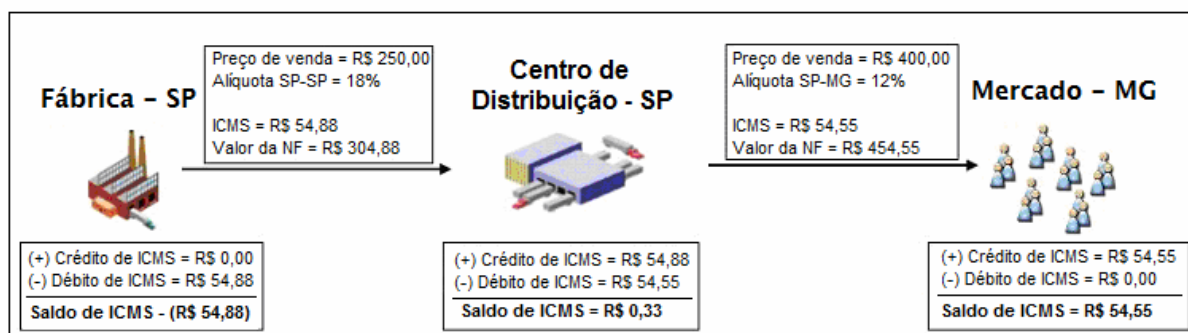 Fábrica – SP
Preço de venda = R$ 250,00
Alíquota SP-SP = 18%
ICMS = R$ 54,88
Valor da NF = R$ 304,88
Centro de
Distribuição - SP
Preço de venda = R$ 400,00
Alíquota SP-MG = 12%
ICMS = R$ 54,55
Valor da NF = R$ 454,55
Mercado – MG
(+) Crédito de ICMS = R$ 0,00
(-) Débito de ICMS = R$ 54,88
Saldo de ICMS - (R$ 54,88)
(+) Crédito de ICMS = R$ 54,88
(-) Débito de ICMS = R$ 54,55
Saldo de ICMS = R$ 0,33
(+) Crédito de ICMS = R$ 54,55
(-) Débito de ICMS = R$ 0,00
Saldo de ICMS = R$ 54,55